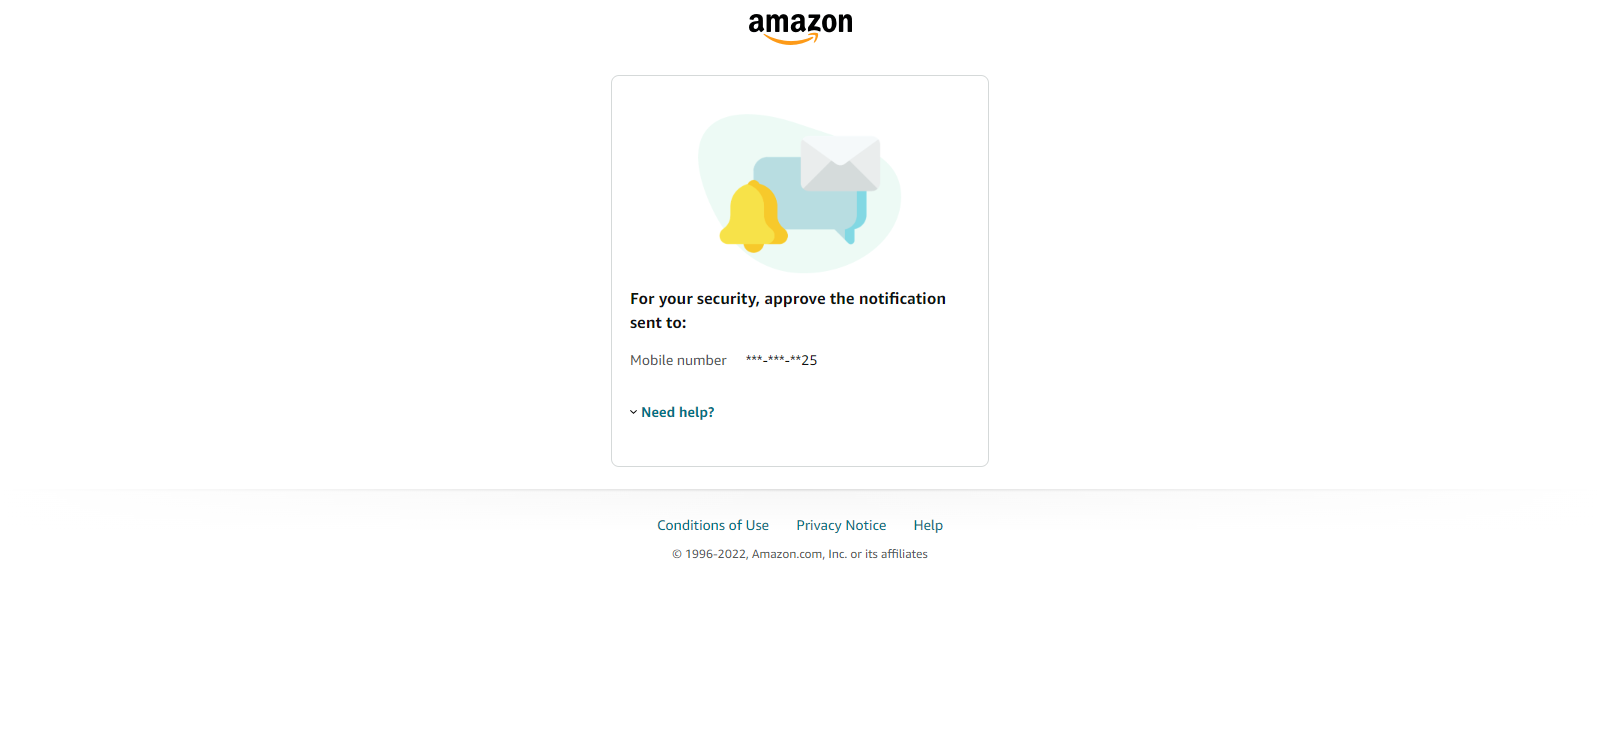 amazon
For your security, approve the notification
sent to:
Mobile number ***-***-**25
Need help?
Conditions of Use Privacy Notice Help
© 1996-2022, Amazon.com, Inc. or its affiliates